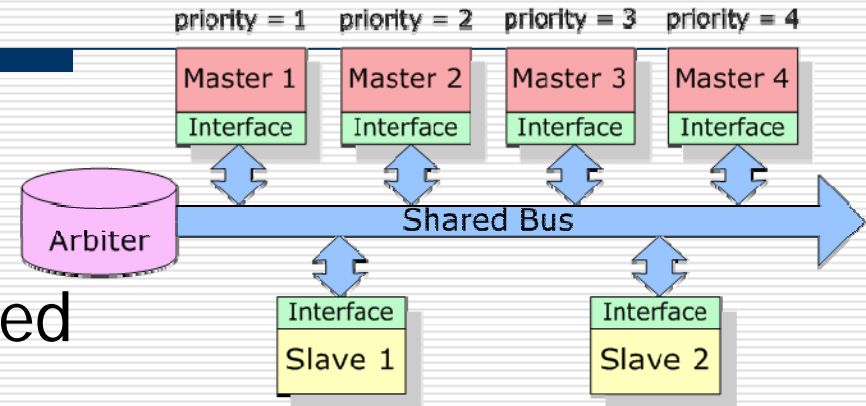 priority = 1 priority = 2 priority = 3 priority = 4
Master 1 Master 2 Master 3 Master 4
Interface Interface Interface Interface
Shared Bus
Arbiter
ed
Interface Interface
Slave 1 Slave 2